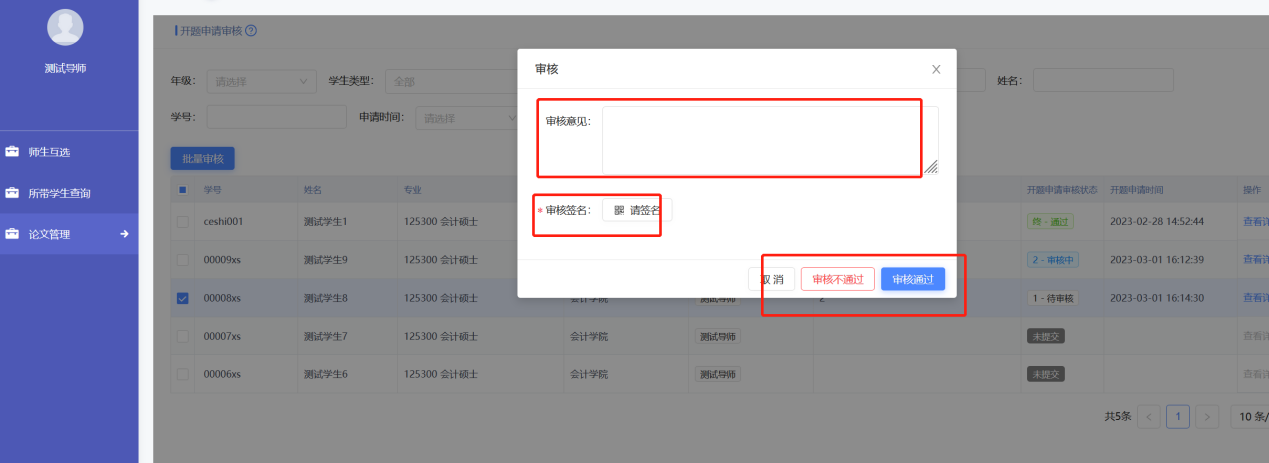 测试导师
师生互选
所带学生查询
论文管理
开题申请审核
年级: 请选择 学生类型: 全部 姓名:
学号: 申请时间: 请选择
批量审核
学号 姓名 专业 开题申请审核状态 开题申请时间 操作
ceshi001 测试学生1 125300 会计硕士 终 - 通过 2023-02-28 14:52:44 查看详
00009xs 测试学生9 125300 会计硕士 2 - 审核中 2023-03-01 16:12:39 查看详
00008xs 测试学生8 125300 会计硕士 会计学院 测试导师 2 1 - 待审核 2023-03-01 16:14:30 查看详
00007xs 测试学生7 125300 会计硕士 会计学院 测试导师 未提交 查看详
00006xs 测试学生6 125300 会计硕士 会计学院 测试导师 未提交 查看详
共5条 < 1 > 10 条/
审核 X
审核意见:
* 审核签名: 请签名
取 消 审核不通过 审核通过